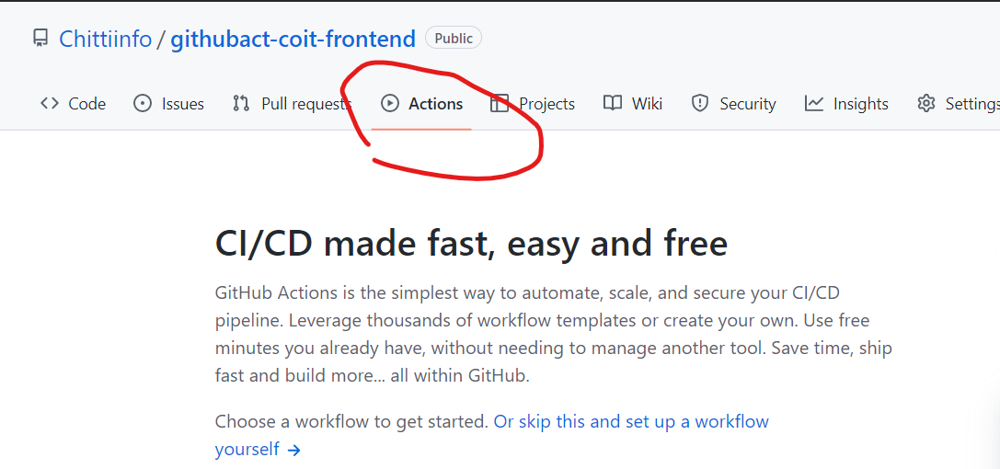 Chittiinfo / githubact-coit-frontend Public
Code Issues Pull requests Actions Projects Wiki Security Insights Settings
CI/CD made fast, easy and free
GitHub Actions is the simplest way to automate, scale, and secure your CI/CD
pipeline. Leverage thousands of workflow templates or create your own. Use free
minutes you already have, without needing to manage another tool. Save time, ship
fast and build more... all within GitHub.
Choose a workflow to get started. Or skip this and set up a workflow
yourself →